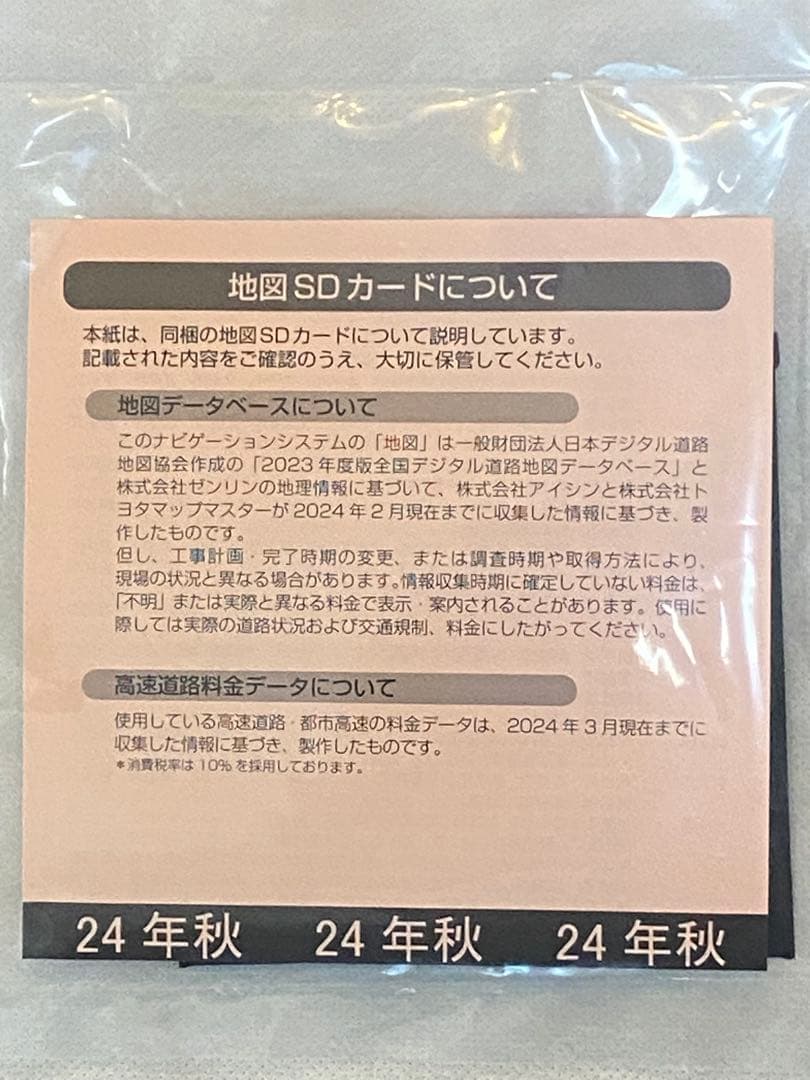 地図SDカードについて
本紙は、同梱の地図SDカードについて説明しています。
記載された内容をご確認のうえ、大切に保管してください。
地図データベースについて
このナビゲーションシステムの「地図」は一般財団法人日本デジタル道路
地図協会作成の「2023年度版全国デジタル道路地図データベース」と
株式会社ゼンリンの地理情報に基づいて、株式会社アイシンと株式会社ト
ヨタマップマスターが2024年2月現在までに収集した情報に基づき、製
作したものです。
但し、工事計画・完了時期の変更、または調査時期や取得方法により、
現場の状況と異なる場合があります。情報収集時期に確定していない料金は、
「不明」または実際と異なる料金で表示・案内されることがあります。使用に
際しては実際の道路状況および交通規制、料金にしたがってください。
高速道路料金データについて
使用している高速道路・都市高速の料金データは、2024年3月現在までに
収集した情報に基づき、製作したものです。
＊消費税率は10%を採用しております。
24年秋 24年秋 24年秋